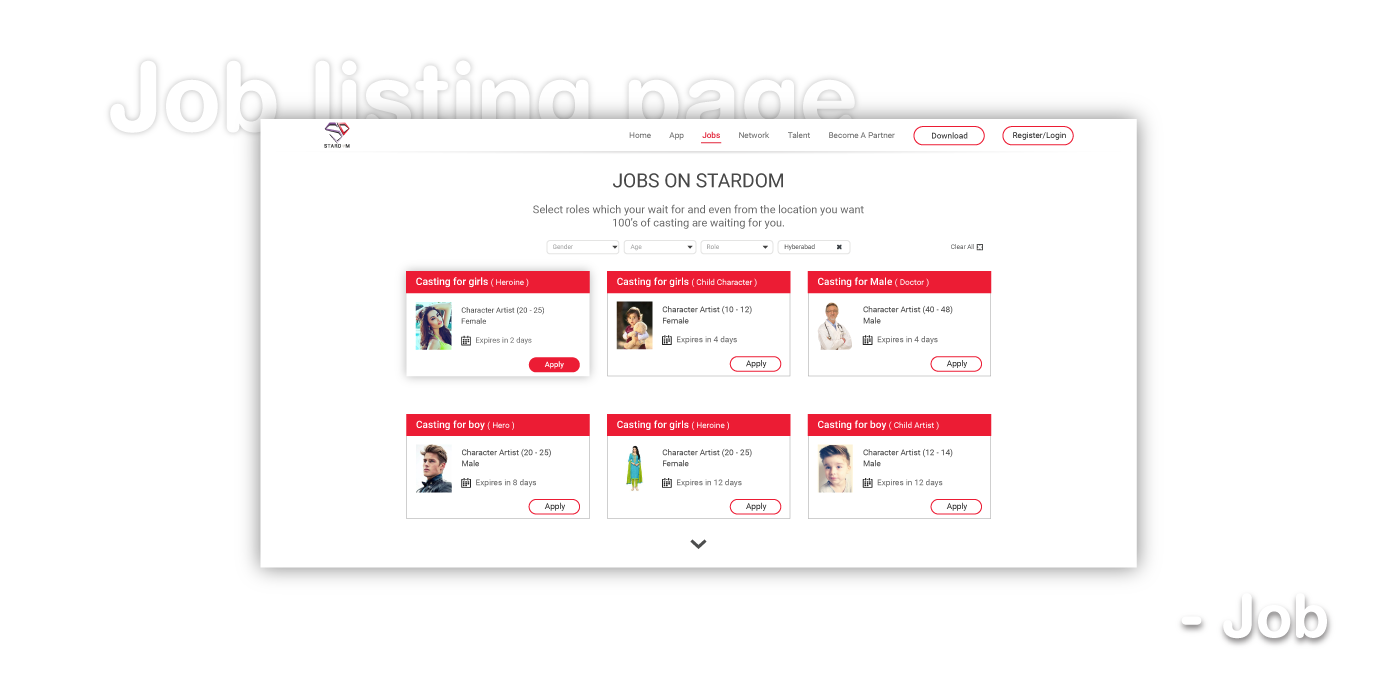 Job listing page
STARD M
Home App Jobs Network Talent Become A Partner Download Register/Login
JOBS ON STARDOM
Select roles which your wait for and even from the location you want
100's of casting are waiting for you.
Gender Age Role Hyberabad Clear All
Casting for girls ( Heroine )
Character Artist (20 - 25)
Female
Expires in 2 days
Apply
Casting for girls ( Child Character )
Character Artist (10 - 12)
Female
Expires in 4 days
Apply
Casting for Male ( Doctor )
Character Artist (40 - 48)
Male
Expires in 4 days
Apply
Casting for boy ( Hero )
Character Artist (20 - 25)
Male
Expires in 8 days
Apply
Casting for girls ( Heroine )
Character Artist (20 - 25)
Female
Expires in 12 days
Apply
Casting for boy ( Child Artist )
Character Artist (12 - 14)
Male
Expires in 12 days
Apply
- Job